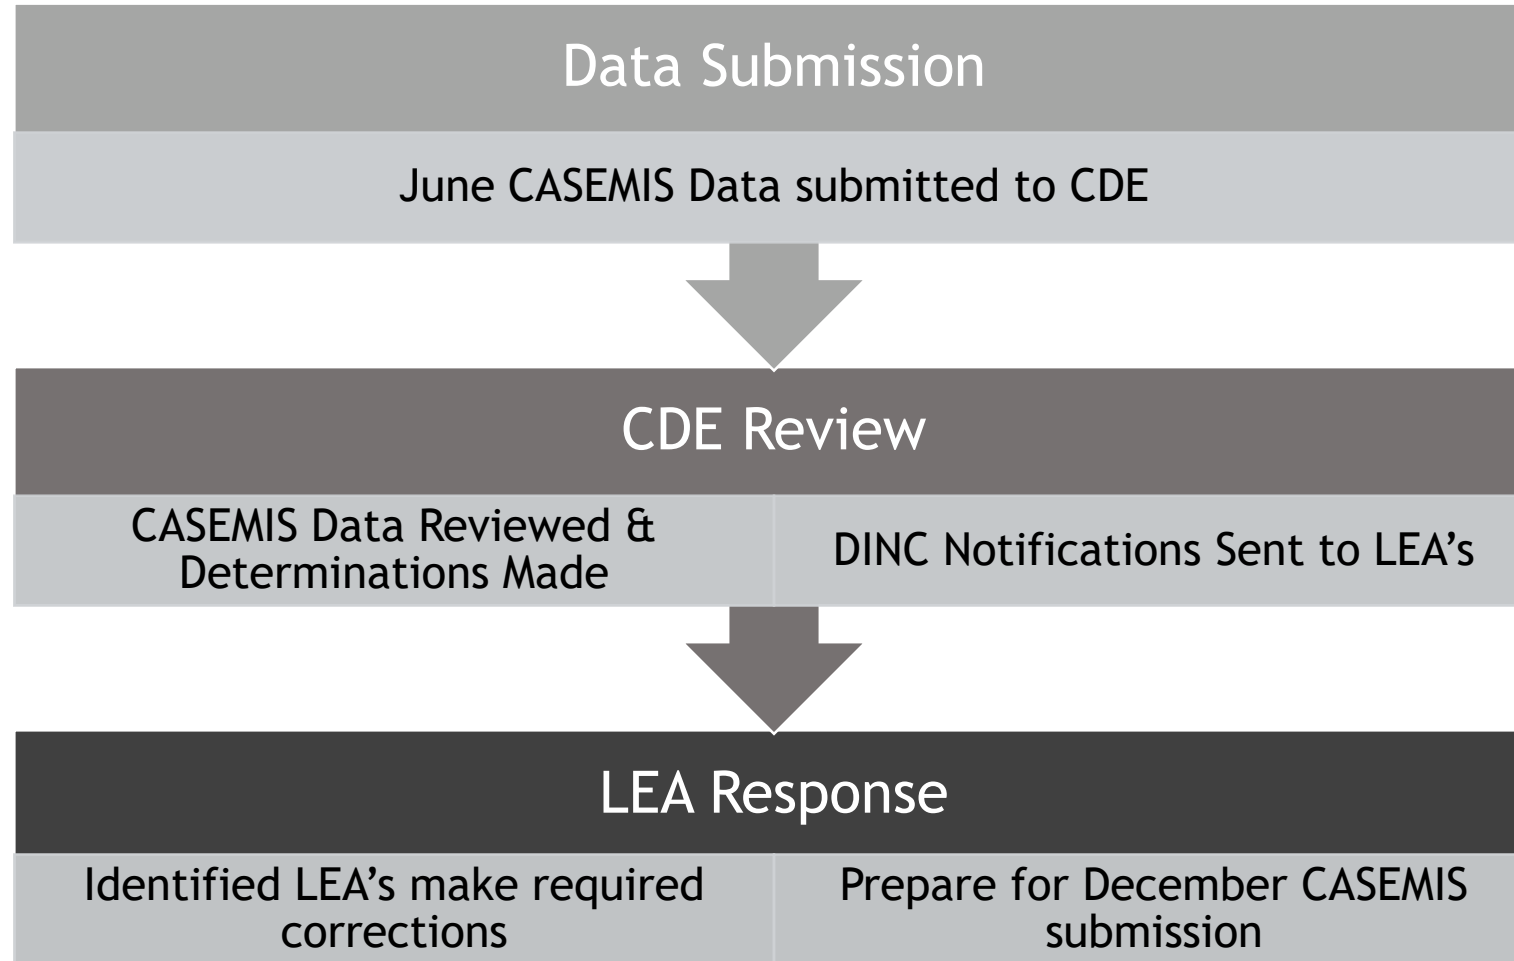 Data Submission
June CASEMIS Data submitted to CDE
CDE Review
CASEMIS Data Reviewed &
Determinations Made
DINC Notifications Sent to LEA’s
LEA Response
Identified LEA’s make required
corrections
Prepare for December CASEMIS
submission